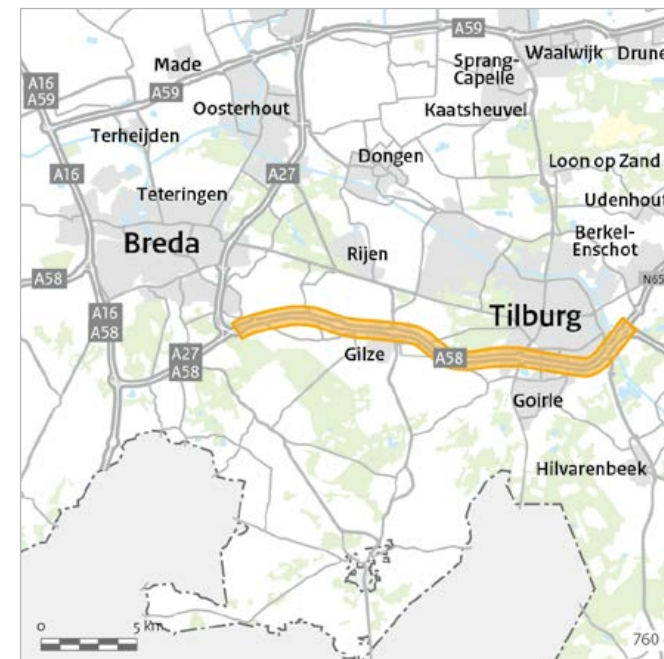 A59
Waalwijk
Drune
Sprang-
Capelle
Made
A16
A59
A59
Oosterhout
Kaatsheuvel
Terheijden
Dongen
Loon op Zand
A16
A27
Teteringen
Udenhout
Berkel-
Enschot
Breda
Rijen
A58
N65
A16
A58
Tilburg
A27
A58
Gilze
A58
Goirle
Hilvarenbeek
0
5 km
760